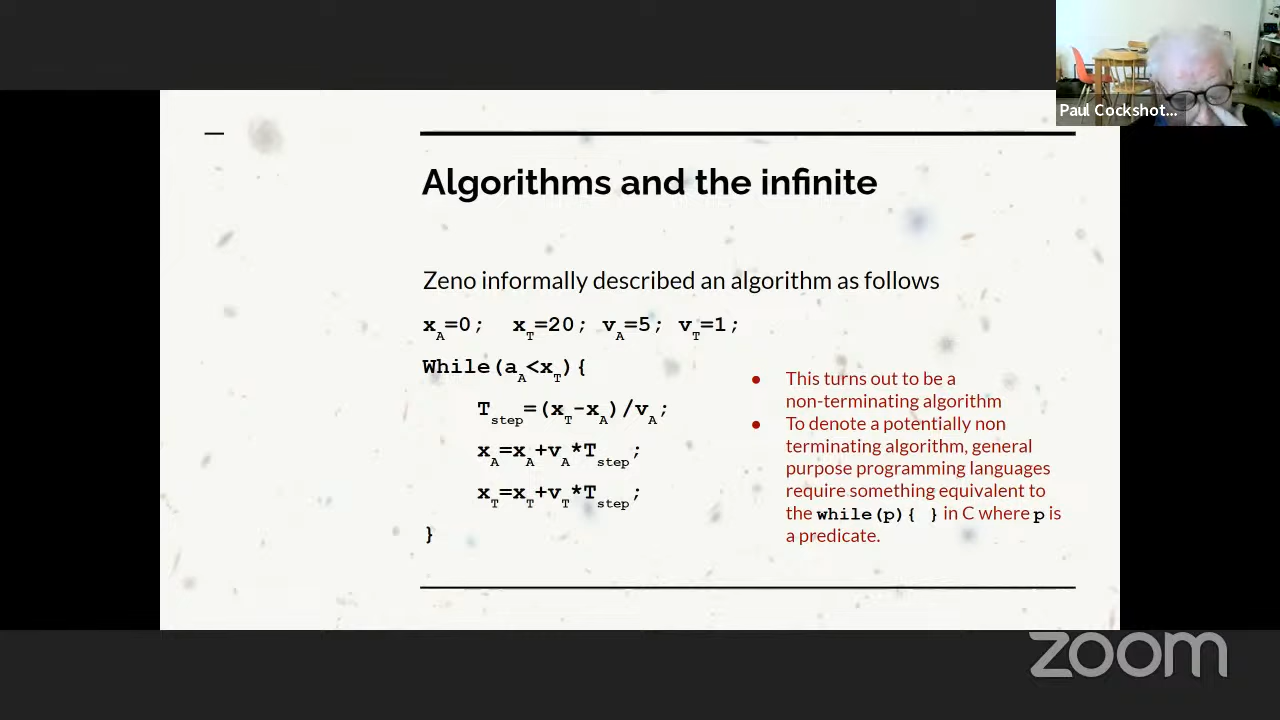 Paul Cockshot...
Algorithms and the infinite
Zeno informally described an algorithm as follows
xA=0; xT=20; vA=5; vT=1;
While(aA<xT){
Tstep=(xT-xA)/vA;
xA=xA+vA*Tstep;
xT=xT+vT*Tstep;
}
● This turns out to be a
non-terminating algorithm
● To denote a potentially non
terminating algorithm, general
purpose programming languages
require something equivalent to
the while(p){ } in C where p is
a predicate.
zoom